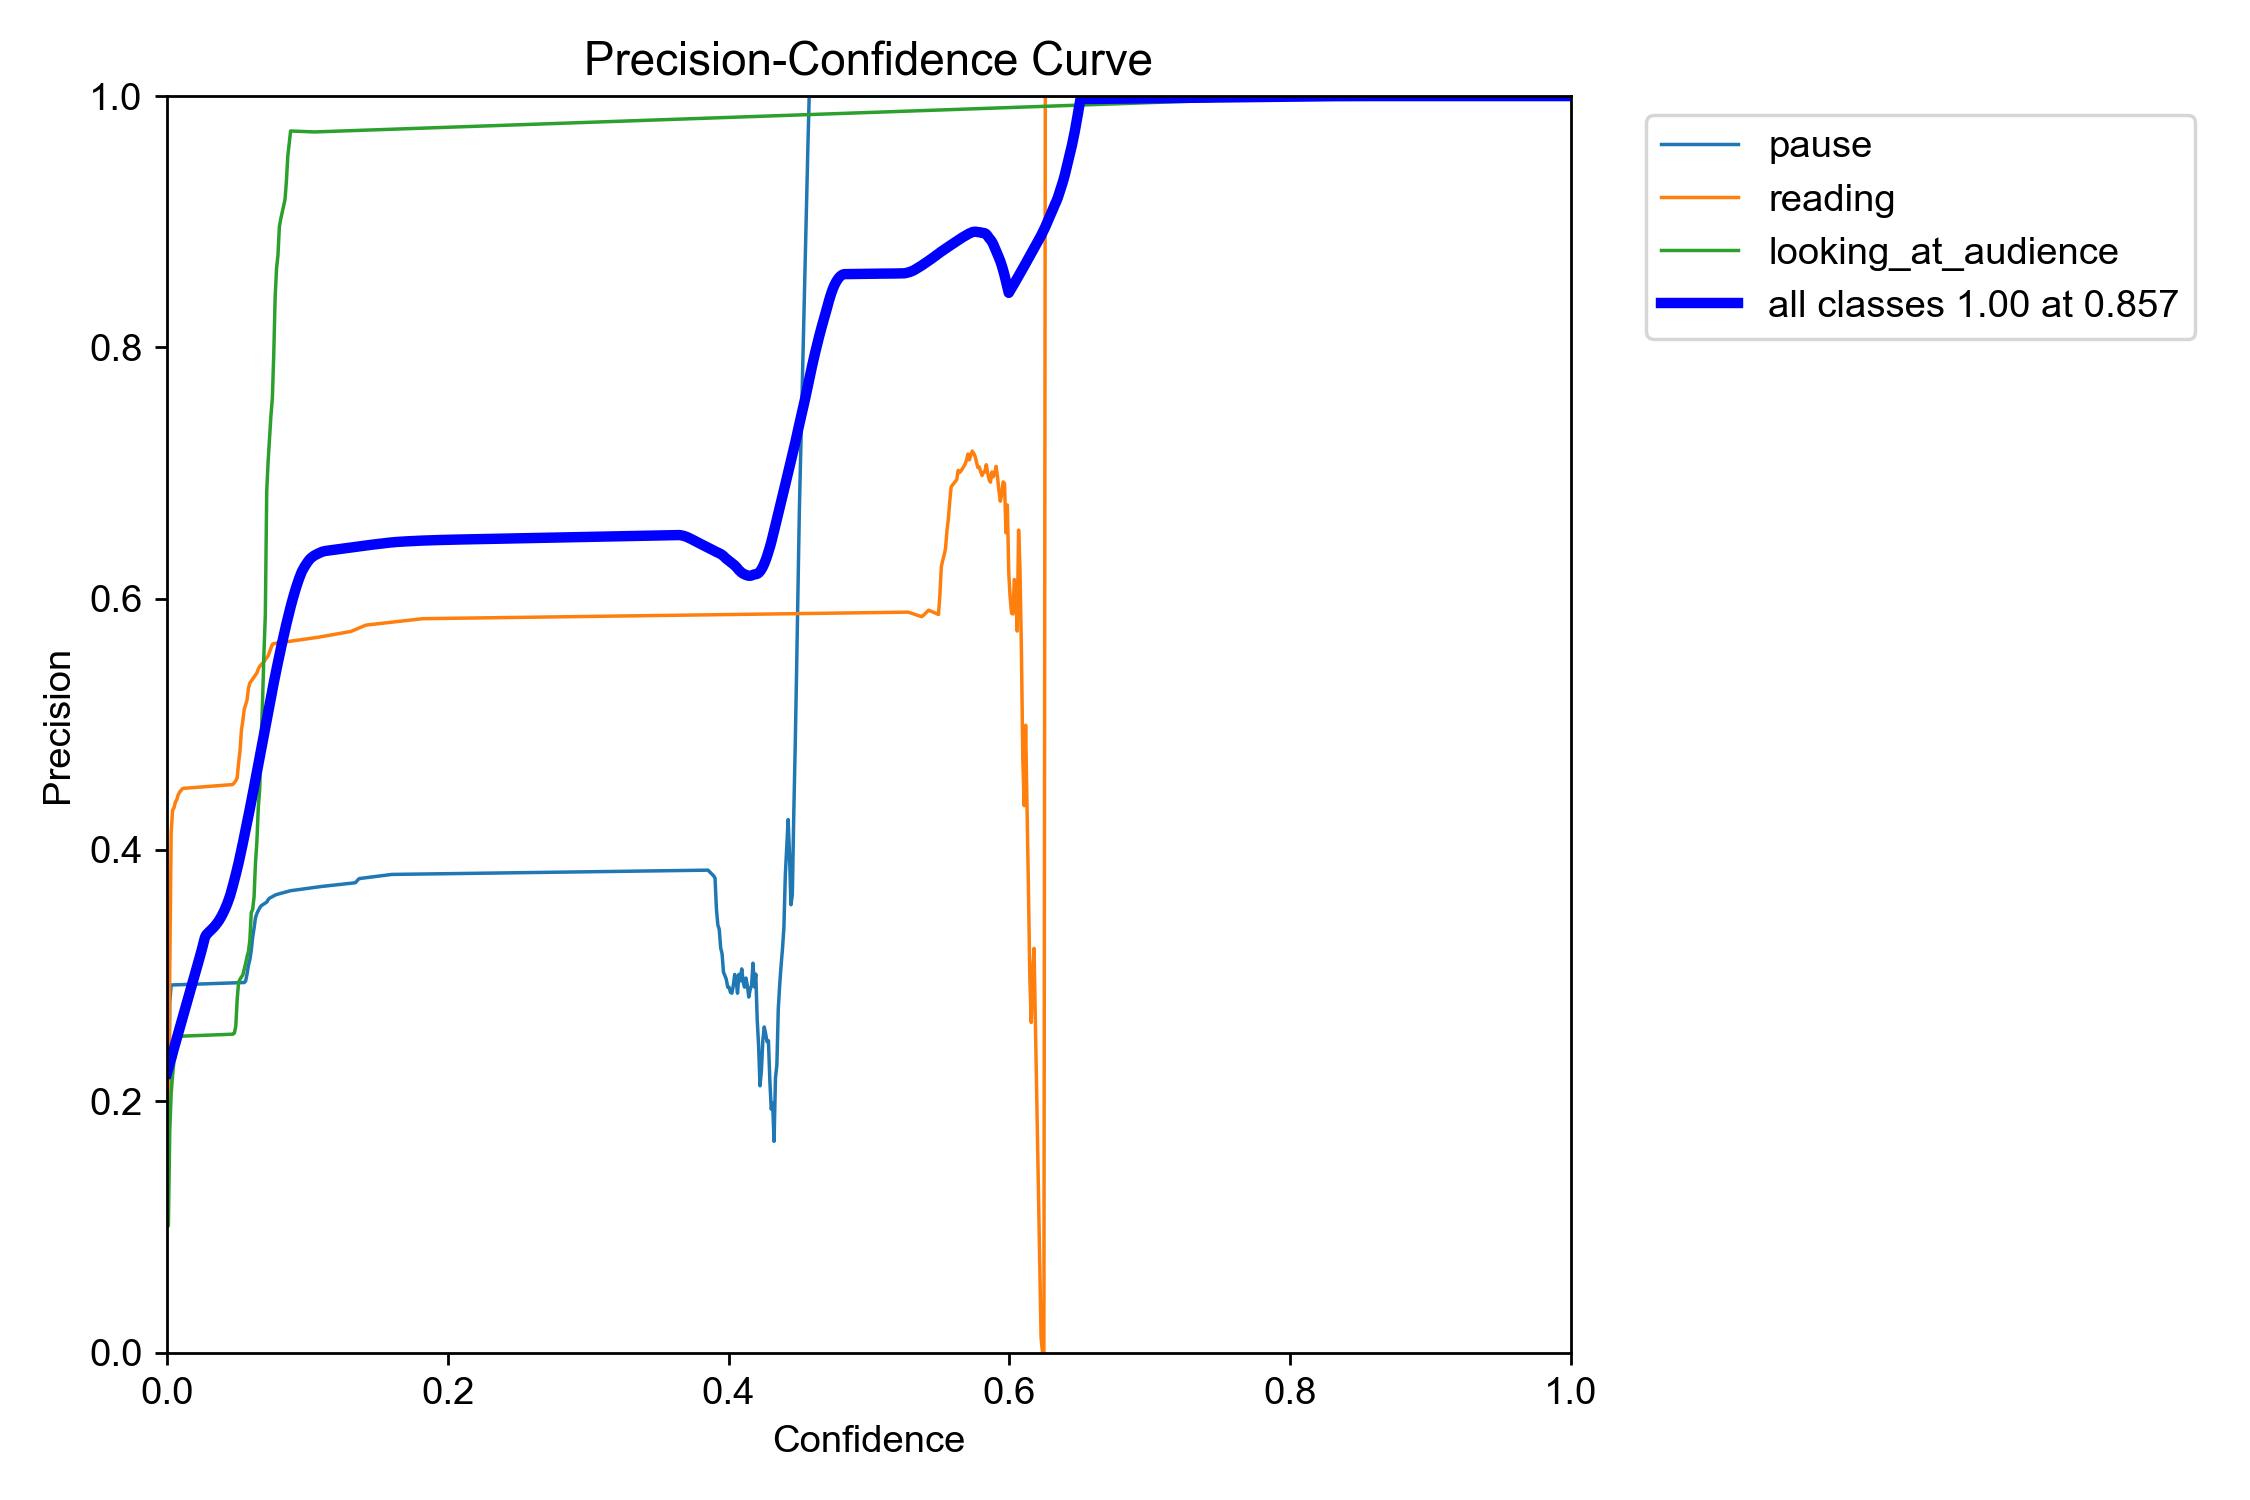 Precision-Confidence Curve
1.0
0.8
0.6
0.4
0.2
0.0
Precision
0.0 0.2 0.4 0.6 0.8 1.0
Confidence
pause
reading
looking_at_audience
all classes 1.00 at 0.857